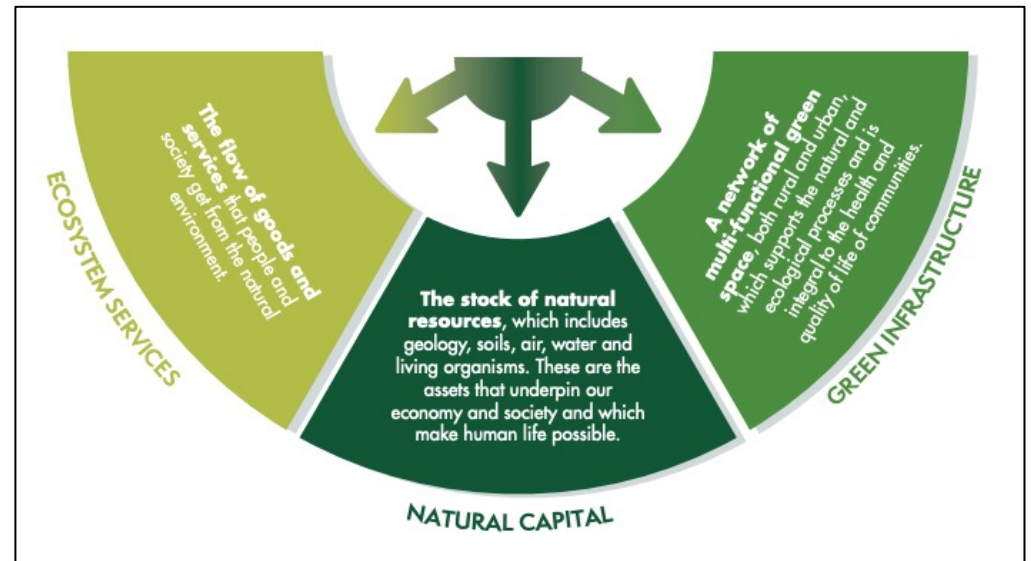 ECOSYSTEM SERVICES
The flow of goods and
services that people and
society get from the natural
environment.
The stock of natural
resources, which includes
geology, soils, air, water and
living organisms. These are the
assets that underpin our
economy and society and which
make human life possible.
NATURAL CAPITAL
A network of
multi-functional green
space, both rural and urban,
which supports the natural and
ecological processes and is
integral to the health and
quality of life of communities.
GREEN INFRASTRUCTURE